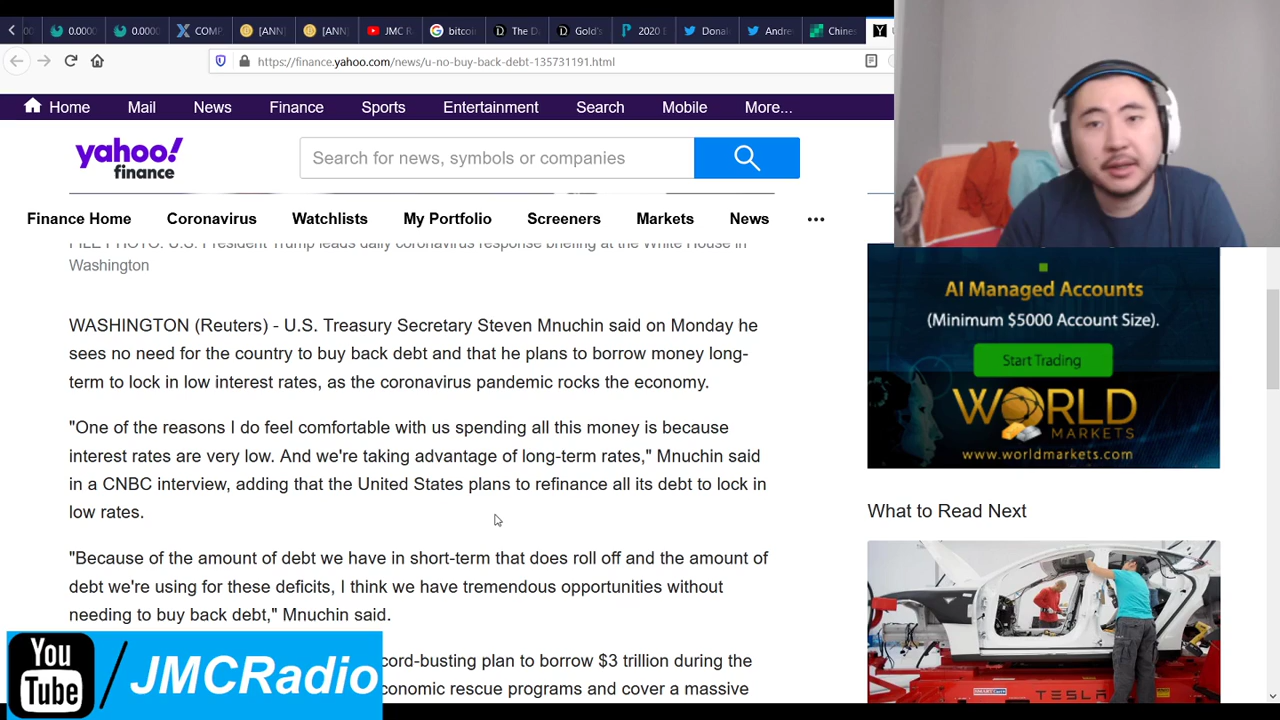 0.0000
0.0000
COMP
[ANN]
[ANN]
JMC R
bitcoi
The D
Gold's
2020 E
Donal
Andre
Chines
https://finance.yahoo.com/news/u-no-buy-back-debt-135731191.html
Home Mail News Finance Sports Entertainment Search Mobile More...
yahoo!
finance
Search for news, symbols or companies
Finance Home Coronavirus Watchlists My Portfolio Screeners Markets News
FILE PHOTO: U.S. President Trump leads daily coronavirus response briefing at the White House in
Washington
WASHINGTON (Reuters) - U.S. Treasury Secretary Steven Mnuchin said on Monday he
sees no need for the country to buy back debt and that he plans to borrow money long-
term to lock in low interest rates, as the coronavirus pandemic rocks the economy.
"One of the reasons I do feel comfortable with us spending all this money is because
interest rates are very low. And we're taking advantage of long-term rates," Mnuchin said
in a CNBC interview, adding that the United States plans to refinance all its debt to lock in
low rates.
"Because of the amount of debt we have in short-term that does roll off and the amount of
debt we're using for these deficits, I think we have tremendous opportunities without
needing to buy back debt," Mnuchin said.
cord-busting plan to borrow $3 trillion during the
conomic rescue programs and cover a massive
You
Tube
JMCRadio
AI Managed Accounts
(Minimum $5000 Account Size).
Start Trading
WORLD
MARKETS
www.worldmarkets.com
What to Read Next
TESLA